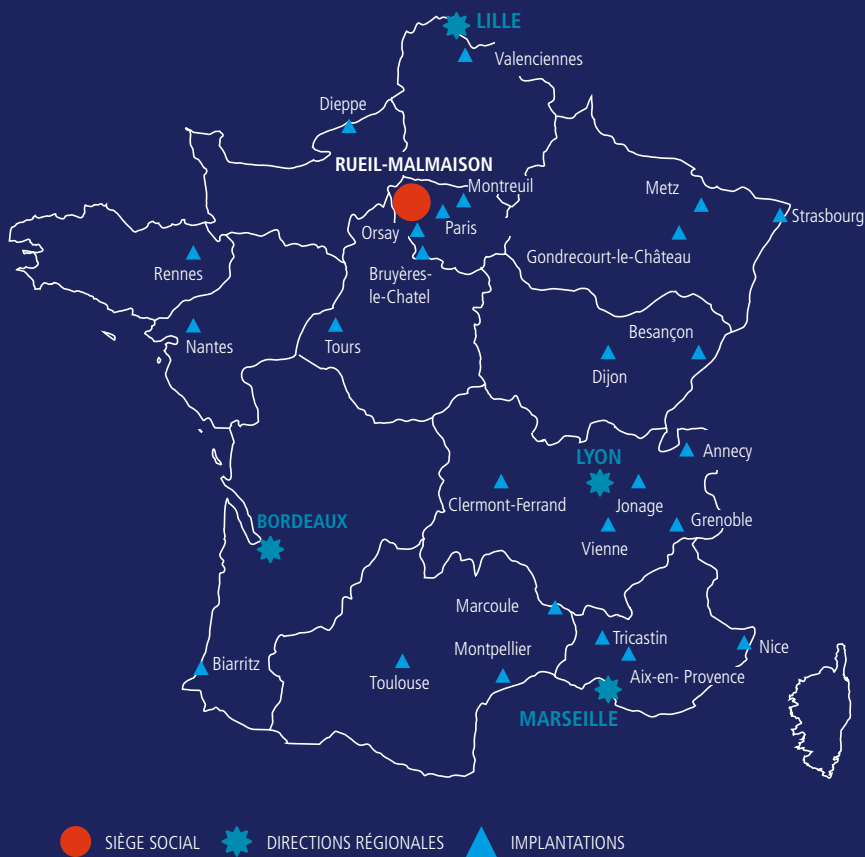 LILLE
Valenciennes
Dieppe
RUEIL-MALMAISON
Montreuil
Metz
Strasbourg
Orsay
Paris
Gondrecourt-le-Château
Rennes
Bruyères-
le-Chatel
Nantes
Tours
Besançon
Dijon
Annecy
LYON
Clermont-Ferrand
Jonage
BORDEAUX
Grenoble
Vienne
Marcoule
Tricastin
Nice
Montpellier
Biarritz
Toulouse
Aix-en- Provence
MARSEILLE
SIÈGE SOCIAL
DIRECTIONS RÉGIONALES
IMPLANTATIONS